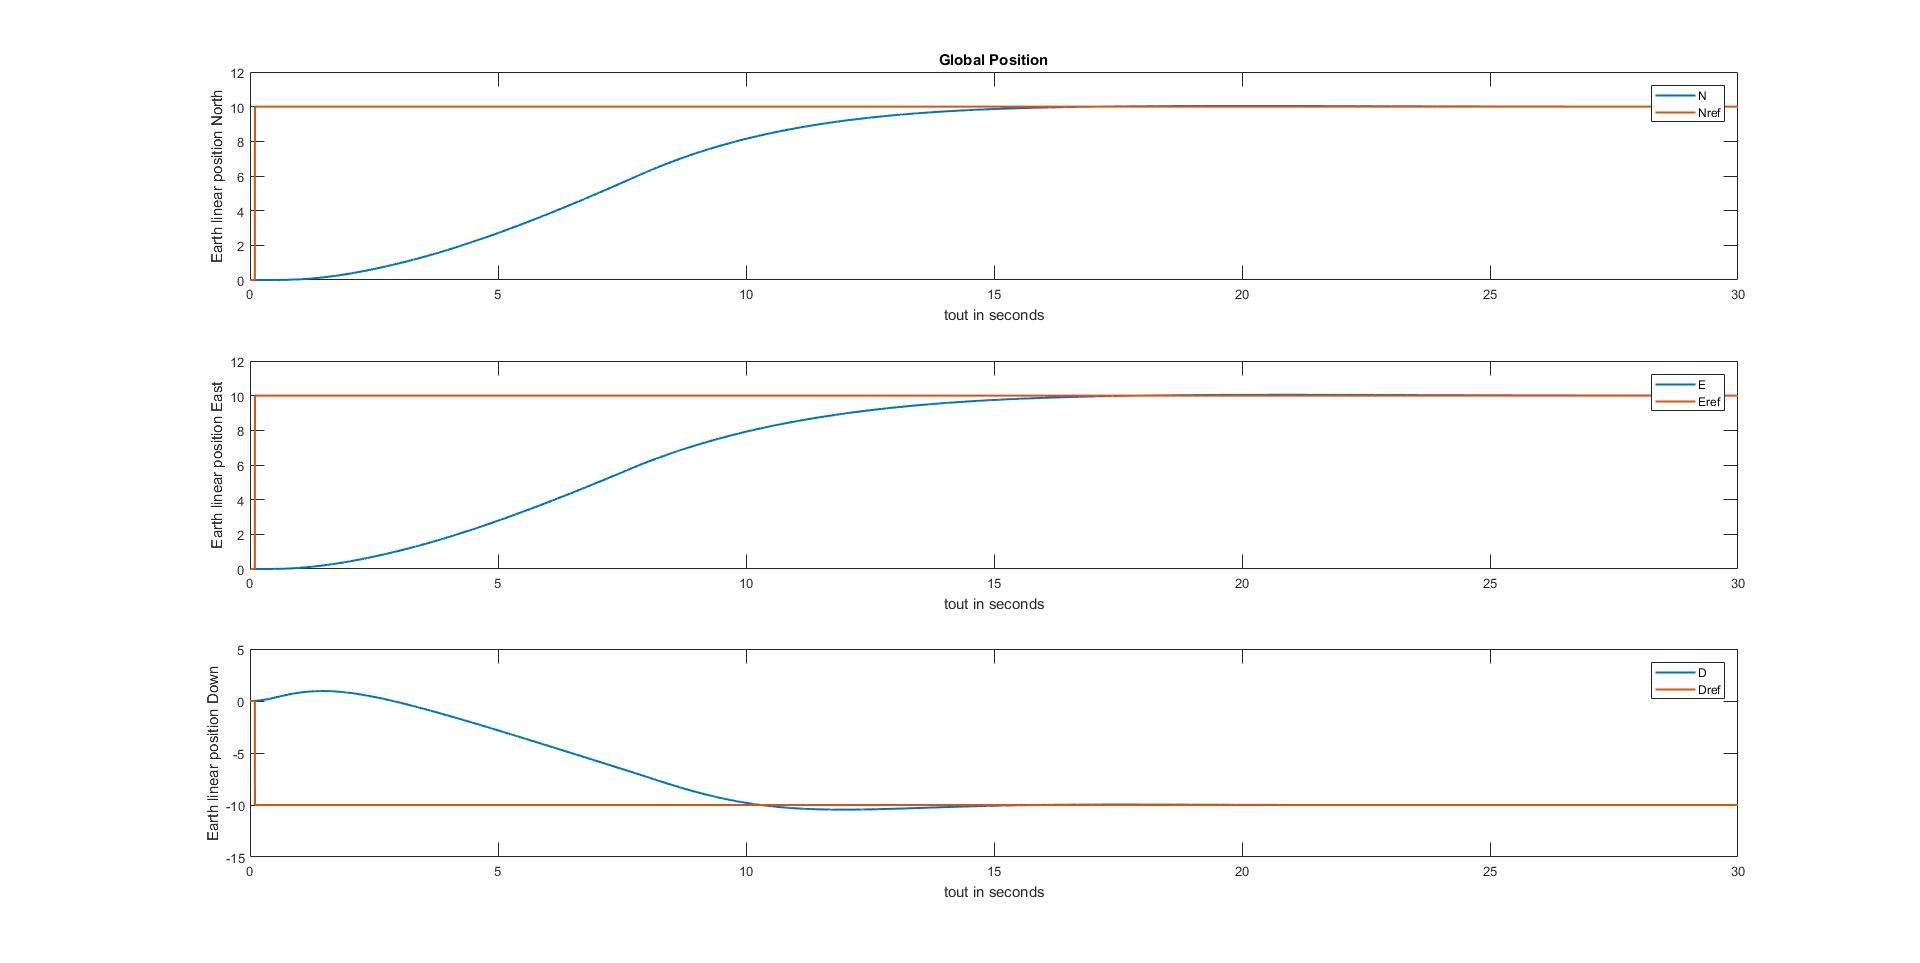 Global Position
12
10
8
6
4
2
0
Earth linear position North
N
Nref
0 5 10 15 20 25 30
tout in seconds
12
10
8
6
4
2
0
Earth linear position East
E
Eref
0 5 10 15 20 25 30
tout in seconds
5
0
-5
-10
-15
Earth linear position Down
D
Dref
0 5 10 15 20 25 30
tout in seconds